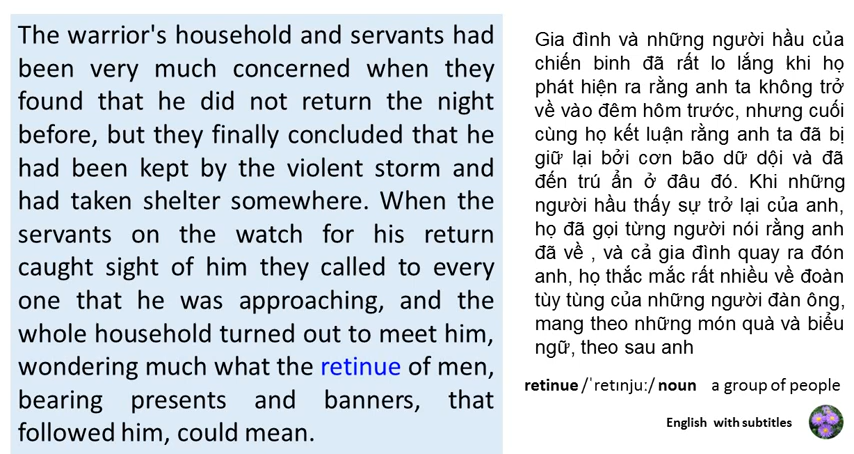 The warrior's household and servants had
been very much concerned when they
found that he did not return the night
before, but they finally concluded that he
had been kept by the violent storm and
had taken shelter somewhere. When the
servants on the watch for his return
caught sight of him they called to every
one that he was approaching, and the
whole household turned out to meet him,
wondering much what the retinue of men,
bearing presents and banners, that
followed him, could mean.
Gia đình và những người hầu của
chiến binh đã rất lo lắng khi họ
phát hiện ra rằng anh ta không trở
về vào đêm hôm trước, nhưng cuối
cùng họ kết luận rằng anh ta đã bị
giữ lại bởi cơn bão dữ dội và đã
đến trú ẩn ở đâu đó. Khi những
người hầu thấy sự trở lại của anh,
họ đã gọi từng người nói rằng anh
đã về , và cả gia đình quay ra đón
anh, họ thắc mắc rất nhiều về đoàn
tùy tùng của những người đàn ông,
mang theo những món quà và biểu
ngữ, theo sau anh
retinue /ˈretɪnjuː/ noun a group of people
English with subtitles